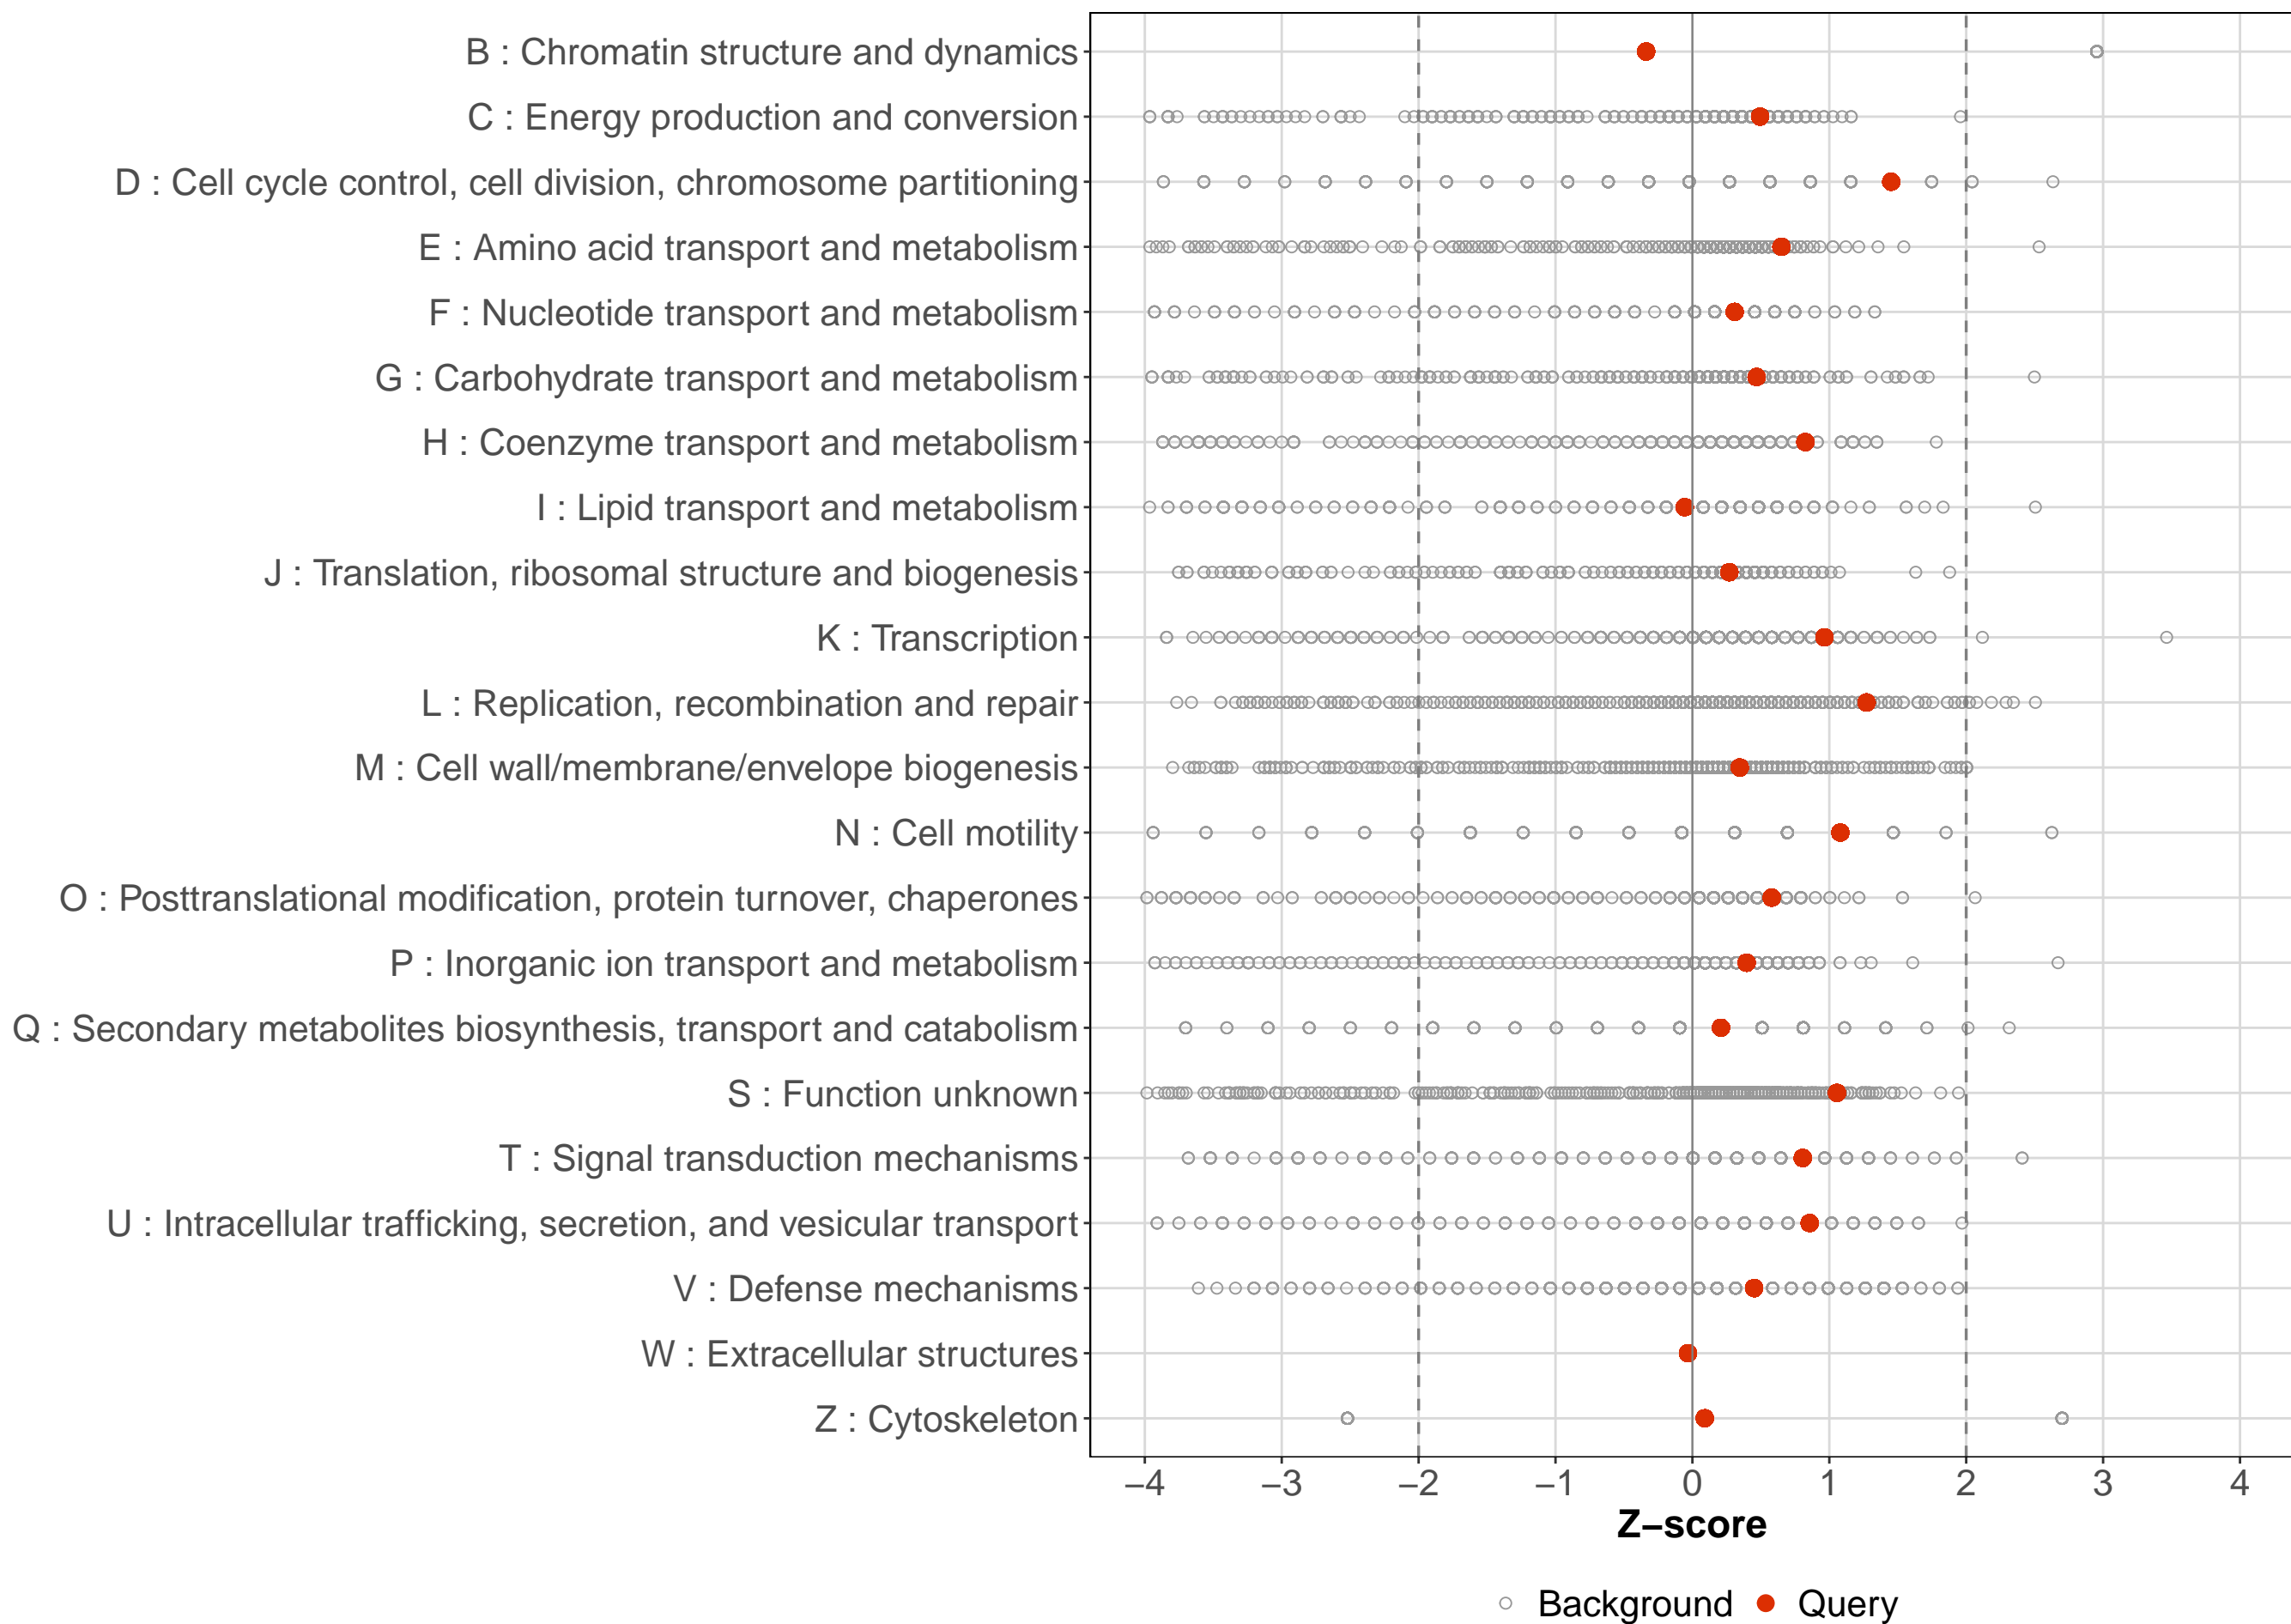 B : Chromatin structure and dynamics
C : Energy production and conversion
D : Cell cycle control, cell division, chromosome partitioning
E : Amino acid transport and metabolism
F : Nucleotide transport and metabolism
G : Carbohydrate transport and metabolism
H : Coenzyme transport and metabolism
I : Lipid transport and metabolism
J : Translation, ribosomal structure and biogenesis
K : Transcription
L : Replication, recombination and repair
M : Cell wall/membrane/envelope biogenesis
N : Cell motility
O : Posttranslational modification, protein turnover, chaperones
P : Inorganic ion transport and metabolism
Q : Secondary metabolites biosynthesis, transport and catabolism
S : Function unknown
T : Signal transduction mechanisms
U : Intracellular trafficking, secretion, and vesicular transport
V : Defense mechanisms
W : Extracellular structures
Z : Cytoskeleton
−4 −3 −2 −1 0 1 2 3 4
Z−score
Background Query